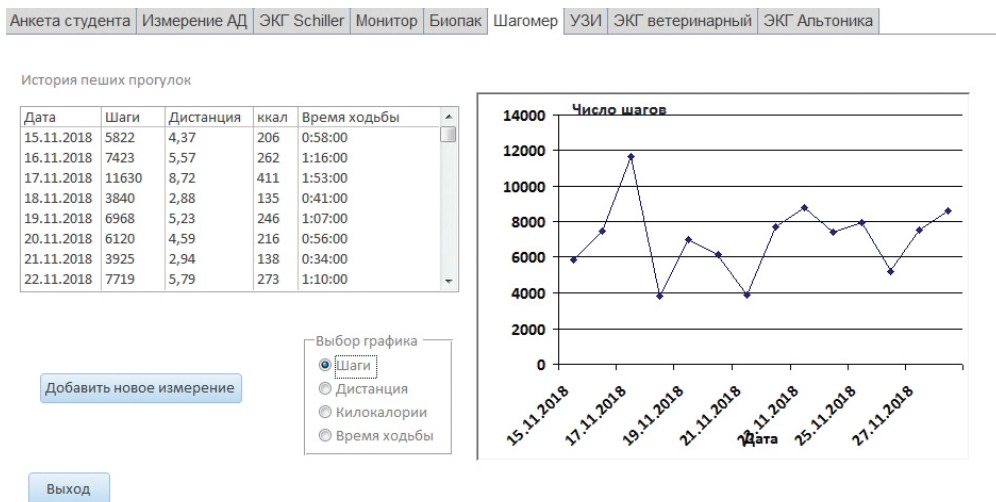 Анкета студента Измерение АД ЭКГ Schiller Монитор Биопак Шагомер УЗИ ЭКГ ветеринарный ЭКГ Альтоника
История пеших прогулок
Дата Шаги Дистанция ккал Время ходьбы
15.11.2018 5822 4,37 206 0:58:00
16.11.2018 7423 5,57 262 1:16:00
17.11.2018 11630 8,72 411 1:53:00
18.11.2018 3840 2,88 135 0:41:00
19.11.2018 6968 5,23 246 1:07:00
20.11.2018 6120 4,59 216 0:56:00
21.11.2018 3925 2,94 138 0:34:00
22.11.2018 7719 5,79 273 1:10:00
Число шагов
14000
12000
10000
8000
6000
4000
2000
0
15.11.2018 17.11.2018 19.11.2018 21.11.2018 23.11.2018 25.11.2018 27.11.2018
Дата
Выбор графика
Шаги
Дистанция
Килокалории
Время ходьбы
Добавить новое измерение
Выход